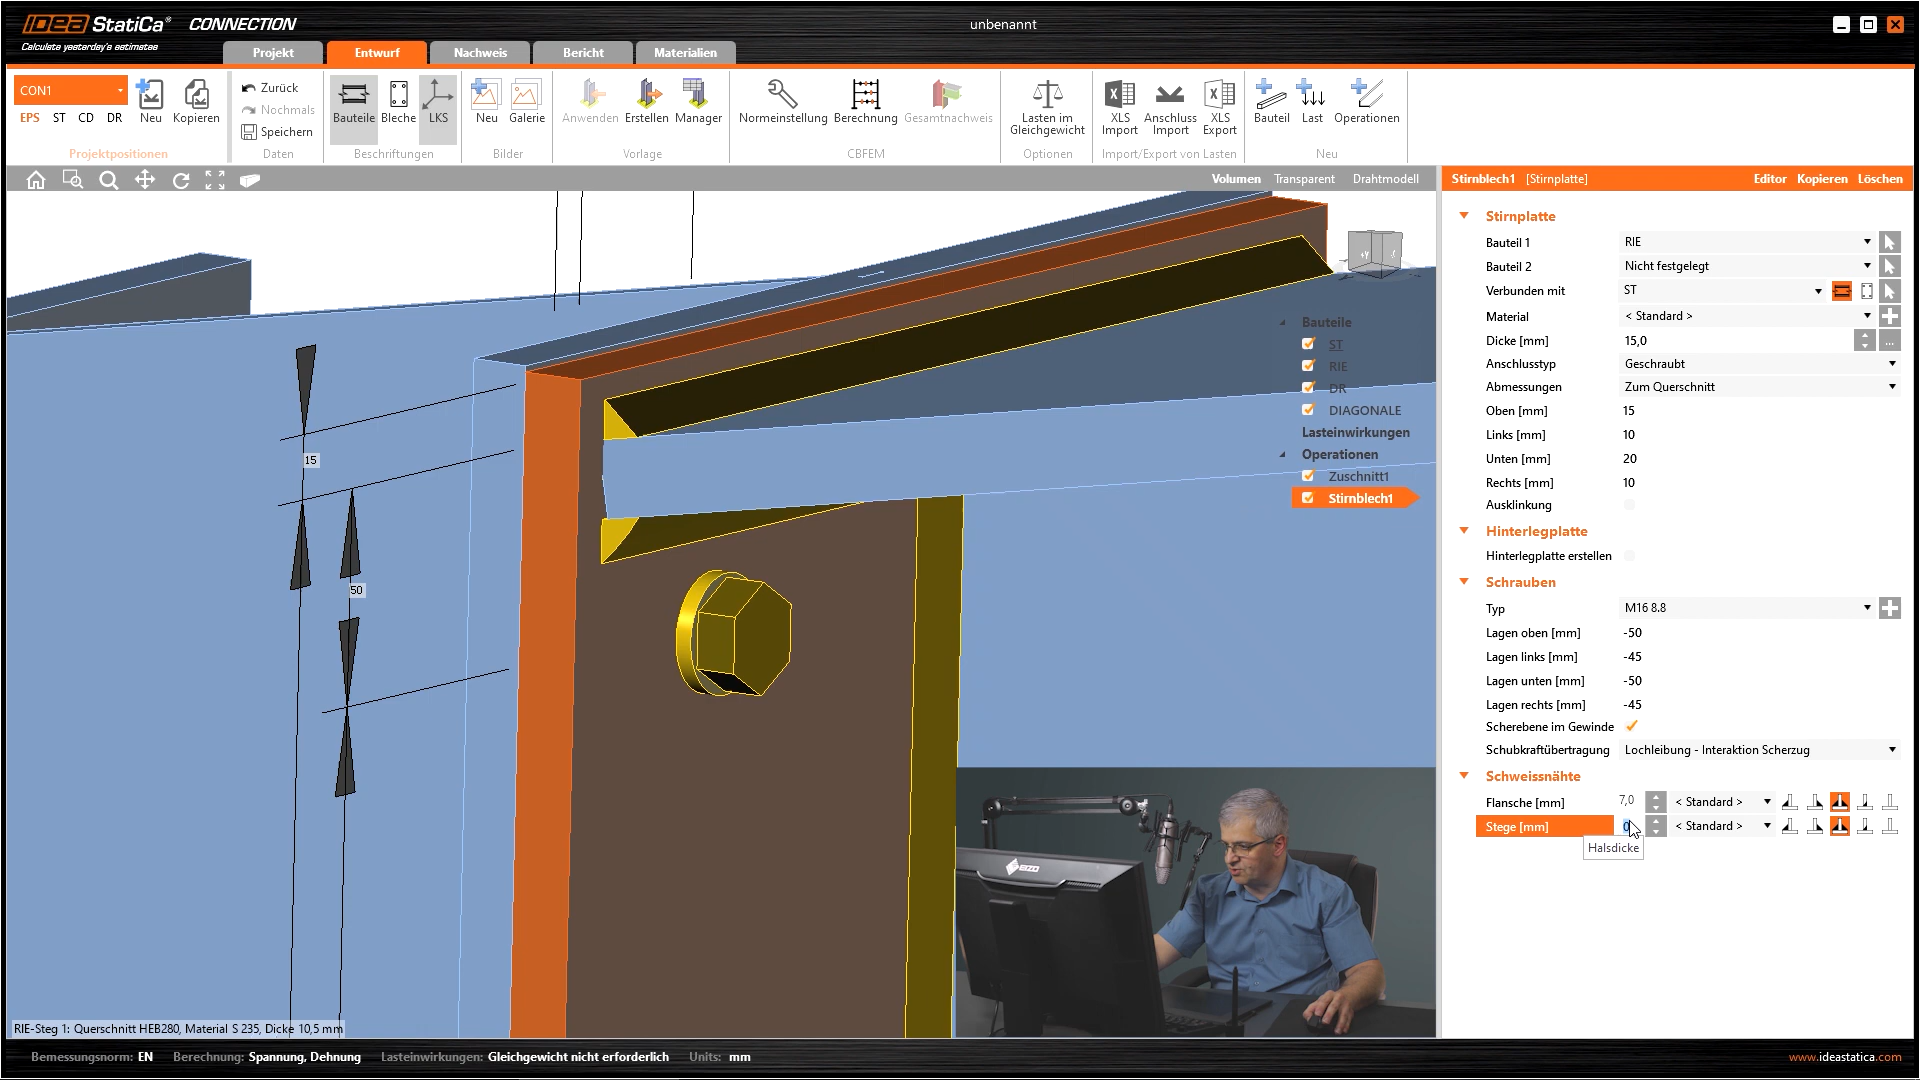 IDEA StatiCa® CONNECTION
Calculate yesterday's estimates
unbenannt
Projekt Entwurf Nachweis Bericht Materialien
CON1
EPS ST CD DR
Neu Kopieren
Projektpositionen
Zurück
Nochmals
Speichern
Daten
Bauteile Bleche LKS
Beschriftungen
Neu Galerie
Bilder
Anwenden Erstellen Manager
Vorlage
Normeinstellung Berechnung Gesamtnachweis
CBFEM
Lasten im Gleichgewicht
Optionen
XLS Import Anschluss Import XLS Export
Import/Export von Lasten
Bauteil Last Operationen
Neu
Volumen Transparent Drahtmodell
Stirnblech1 [Stirnplatte] Editor Kopieren Löschen
15
50
+Y
Bauteile
ST
RIE
DR
DIAGONALE
Lasteinwirkungen
Operationen
Zuschnitt1
Stirnblech1
EIZO
RIE-Steg 1: Querschnitt HEB280, Material S 235, Dicke 10,5 mm
Stirnplatte
Bauteil 1 RIE
Bauteil 2 Nicht festgelegt
Verbunden mit ST
Material < Standard >
Dicke [mm] 15,0 ...
Anschlusstyp Geschraubt
Abmessungen Zum Querschnitt
Oben [mm] 15
Links [mm] 10
Unten [mm] 20
Rechts [mm] 10
Ausklinkung
Hinterlegplatte
Hinterlegplatte erstellen
Schrauben
Typ M16 8.8
Lagen oben [mm] -50
Lagen links [mm] -45
Lagen unten [mm] -50
Lagen rechts [mm] -45
Scherebene im Gewinde
Schubkraftübertragung Lochleibung - Interaktion Scherzug
Schweissnähte
Flansche [mm] 7,0 < Standard >
Stege [mm] 0 < Standard >
Halsdicke
Bemessungsnorm: EN Berechnung: Spannung, Dehnung Lasteinwirkungen: Gleichgewicht nicht erforderlich Units: mm
www.ideastatica.com